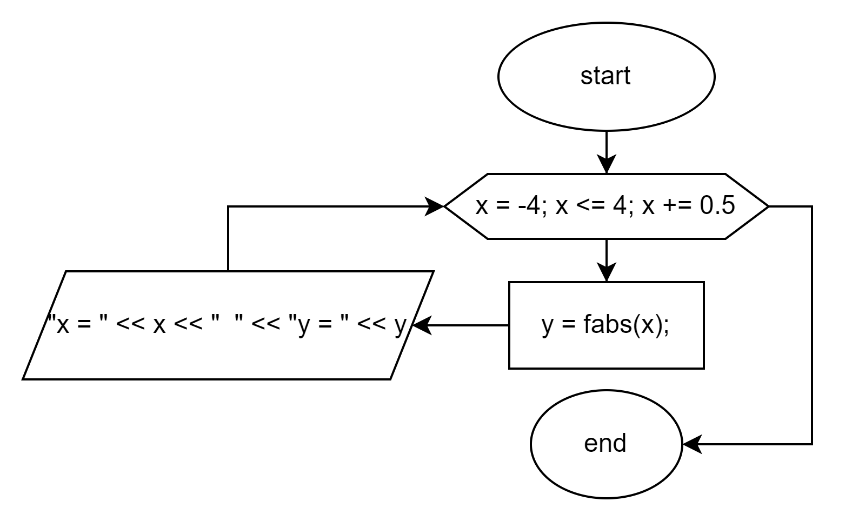 start
x = -4; x <= 4; x += 0.5
"x = " << x << "  " << "y = " << y
y = fabs(x);
end